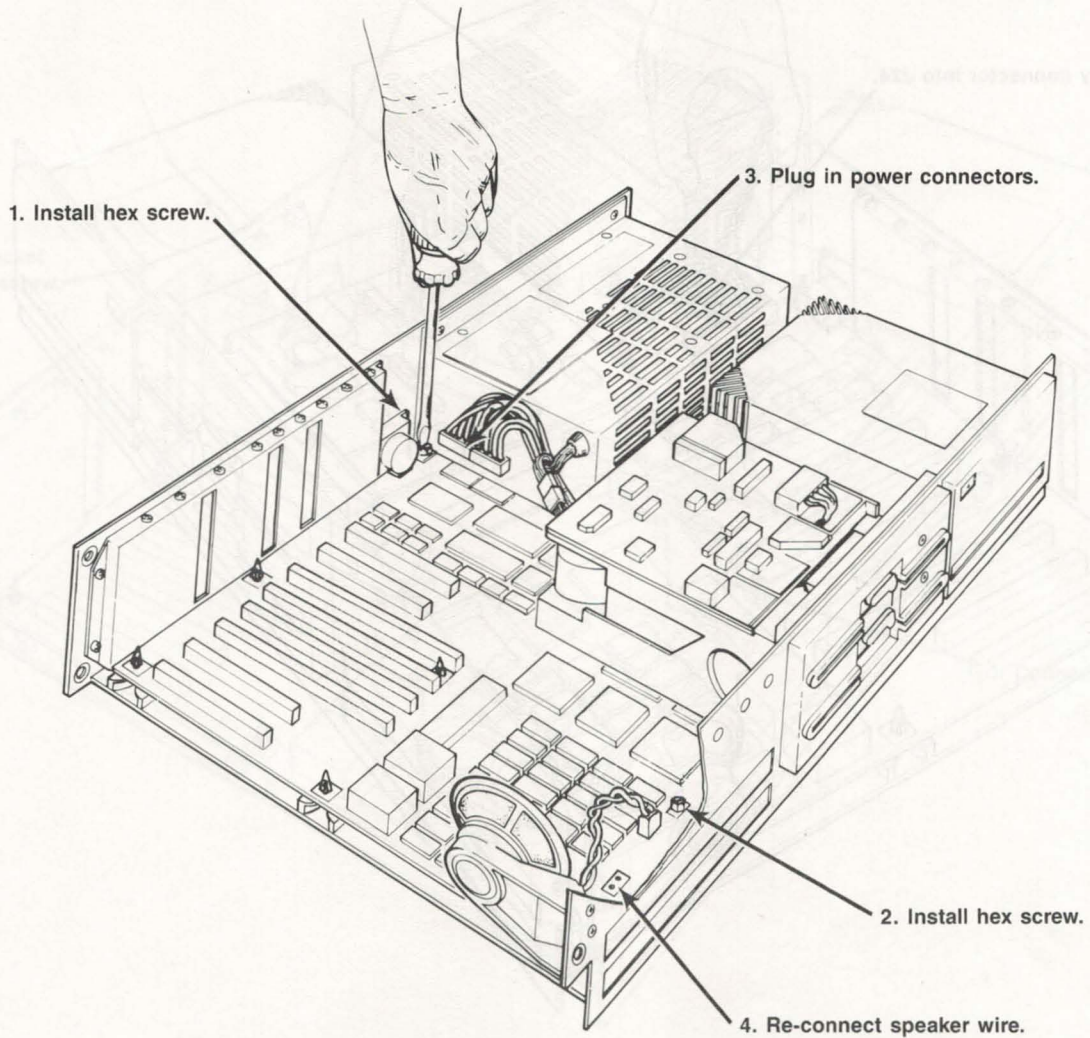 1. Install hex screw.
3. Plug in power connectors.
2. Install hex screw.
4. Re-connect speaker wire.